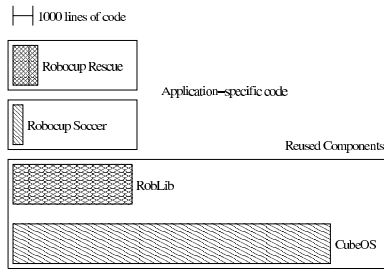 1000 lines of code
Robocup Rescue
Application-specific code
Robocup Soccer
Reused Components
RobLib
CubeOS